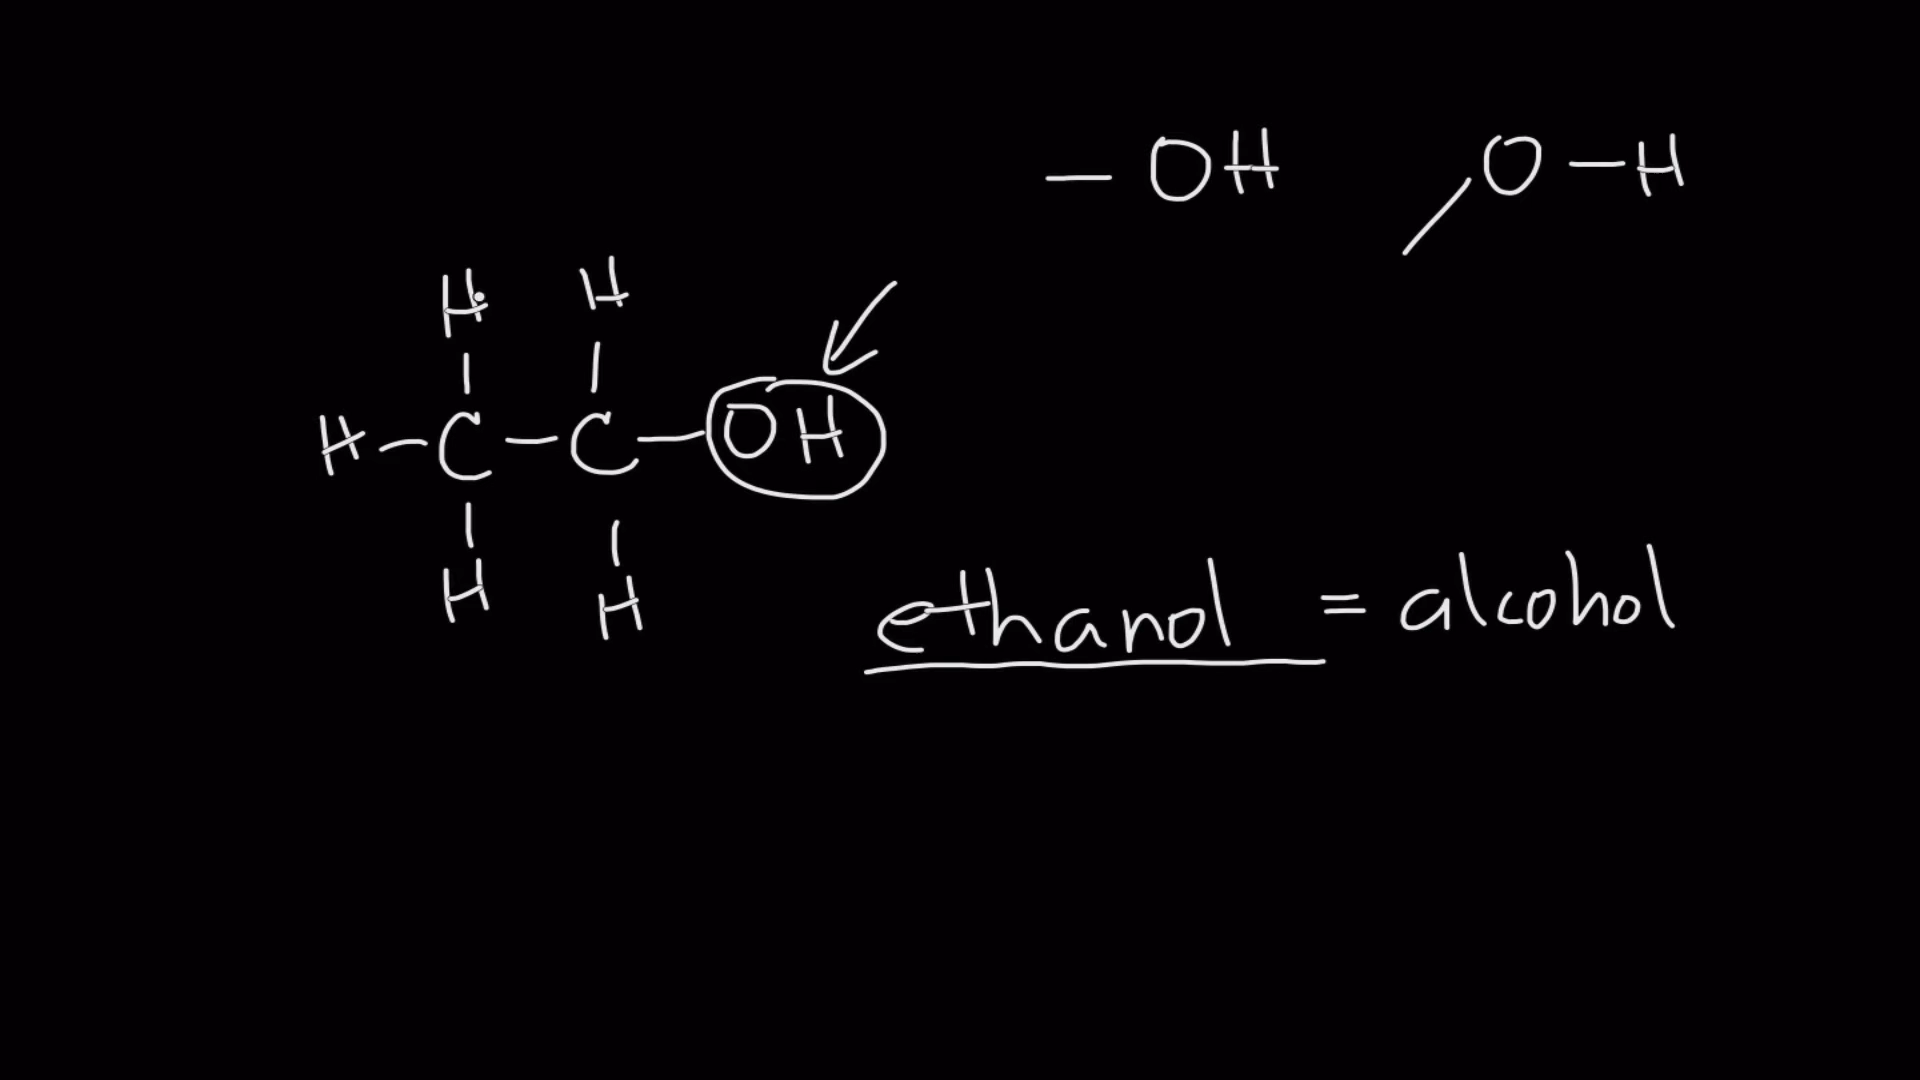 — OH    O — H
H   H
H – C – C — OH
H   H
ethanol = alcohol